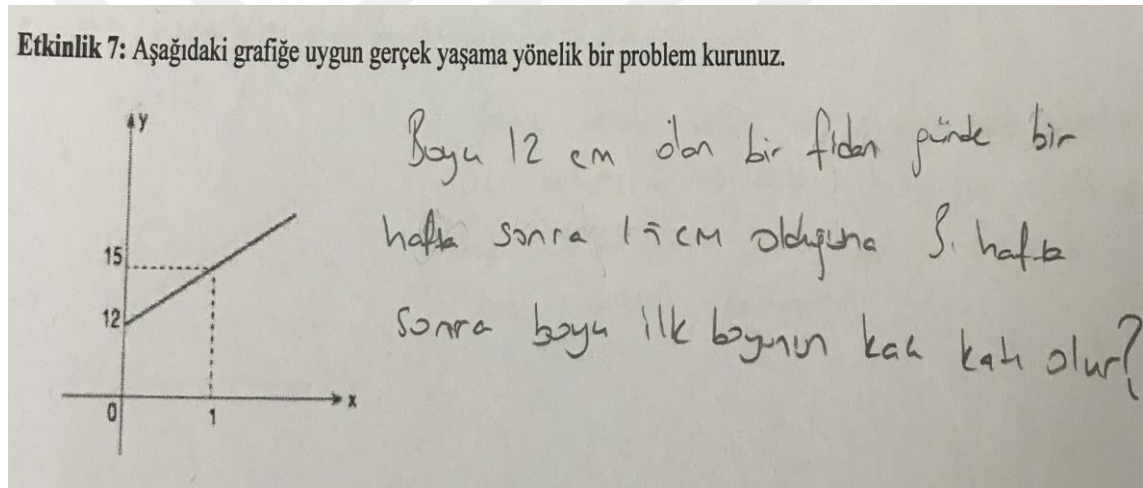 Etkinlik 7: Aşağıdaki grafiğe uygun gerçek yaşama yönelik bir problem kurunuz.
y
15
12
0
1
x
Boyu 12 cm olan bir fidan günde bir
hafta sonra 15 cm olduğuna 5. hafta
sonra boyu ilk boyunun kaç katı olur?